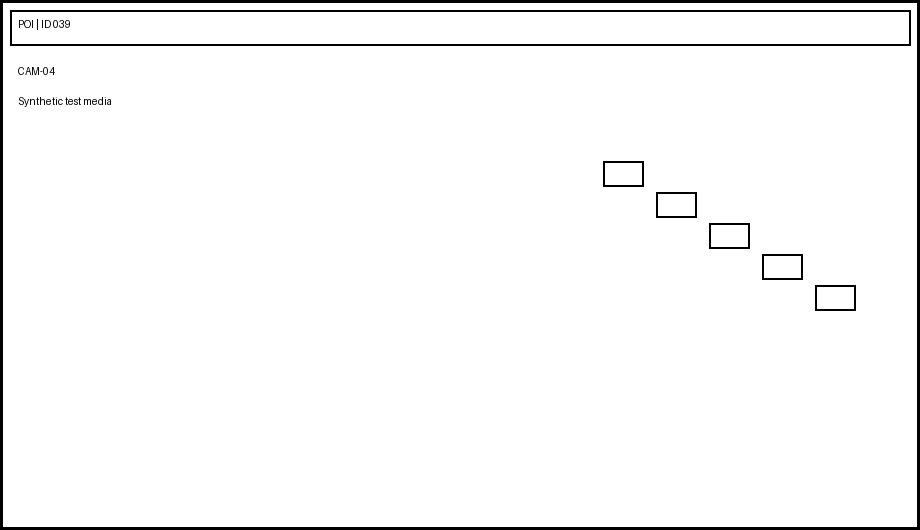 POI | ID 039
CAM-04
Synthetic test media